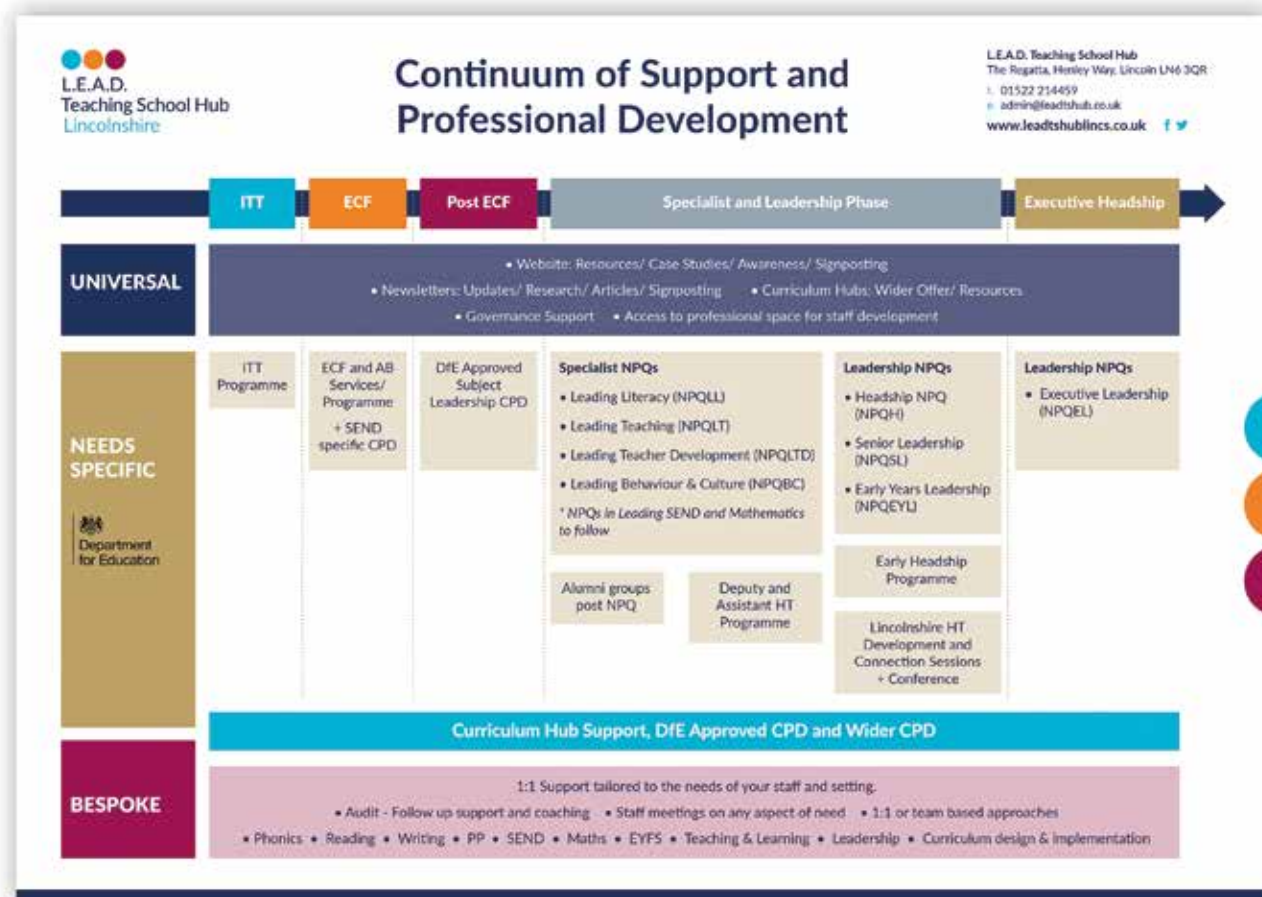 L.E.A.D.
Teaching School Hub
Lincolnshire
Continuum of Support and
Professional Development
L.E.A.D. Teaching School Hub
The Regatta, Henley Way, Lincoln LN6 3QR
t. 01522 214459
e. admin@leadtshub.co.uk
www.leadtshublincs.co.uk
ITT
ECF
Post ECF
Specialist and Leadership Phase
Executive Headship
UNIVERSAL
• Website: Resources/ Case Studies/ Awareness/ Signposting
• Newsletters: Updates/ Research/ Articles/ Signposting • Curriculum Hubs: Wider Offer/ Resources
• Governance Support • Access to professional space for staff development
NEEDS
SPECIFIC
Department
for Education
ITT
Programme
ECF and AB
Services/
Programme
+ SEND
specific CPD
DfE Approved
Subject
Leadership CPD
Specialist NPQs
• Leading Literacy (NPQLL)
• Leading Teaching (NPQLT)
• Leading Teacher Development (NPQLTD)
• Leading Behaviour & Culture (NPQBC)
* NPQs in Leading SEND and Mathematics
to follow
Alumni groups
post NPQ
Deputy and
Assistant HT
Programme
Leadership NPQs
• Headship NPQ
(NPQH)
• Senior Leadership
(NPQSL)
• Early Years Leadership
(NPQEYL)
Early Headship
Programme
Lincolnshire HT
Development and
Connection Sessions
+ Conference
Leadership NPQs
• Executive Leadership
(NPQEL)
Curriculum Hub Support, DfE Approved CPD and Wider CPD
BESPOKE
1:1 Support tailored to the needs of your staff and setting.
• Audit - Follow up support and coaching • Staff meetings on any aspect of need • 1:1 or team based approaches
• Phonics • Reading • Writing • PP • SEND • Maths • EYFS • Teaching & Learning • Leadership • Curriculum design & implementation